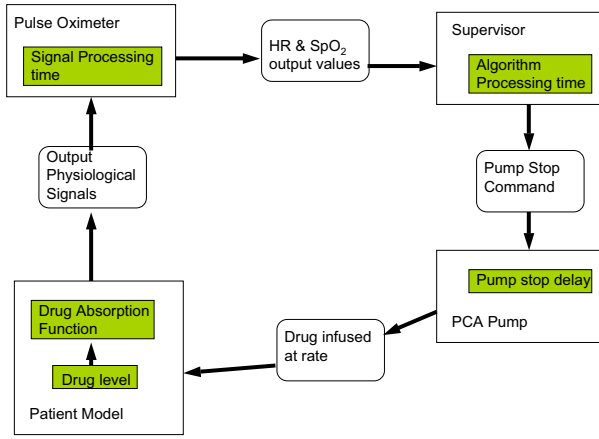 Pulse Oximeter
Signal Processing
time
HR & SpO₂
output values
Supervisor
Algorithm
Processing time
Output
Physiological
Signals
Pump Stop
Command
Pump stop delay
PCA Pump
Drug infused
at rate
Drug Absorption
Function
Drug level
Patient Model